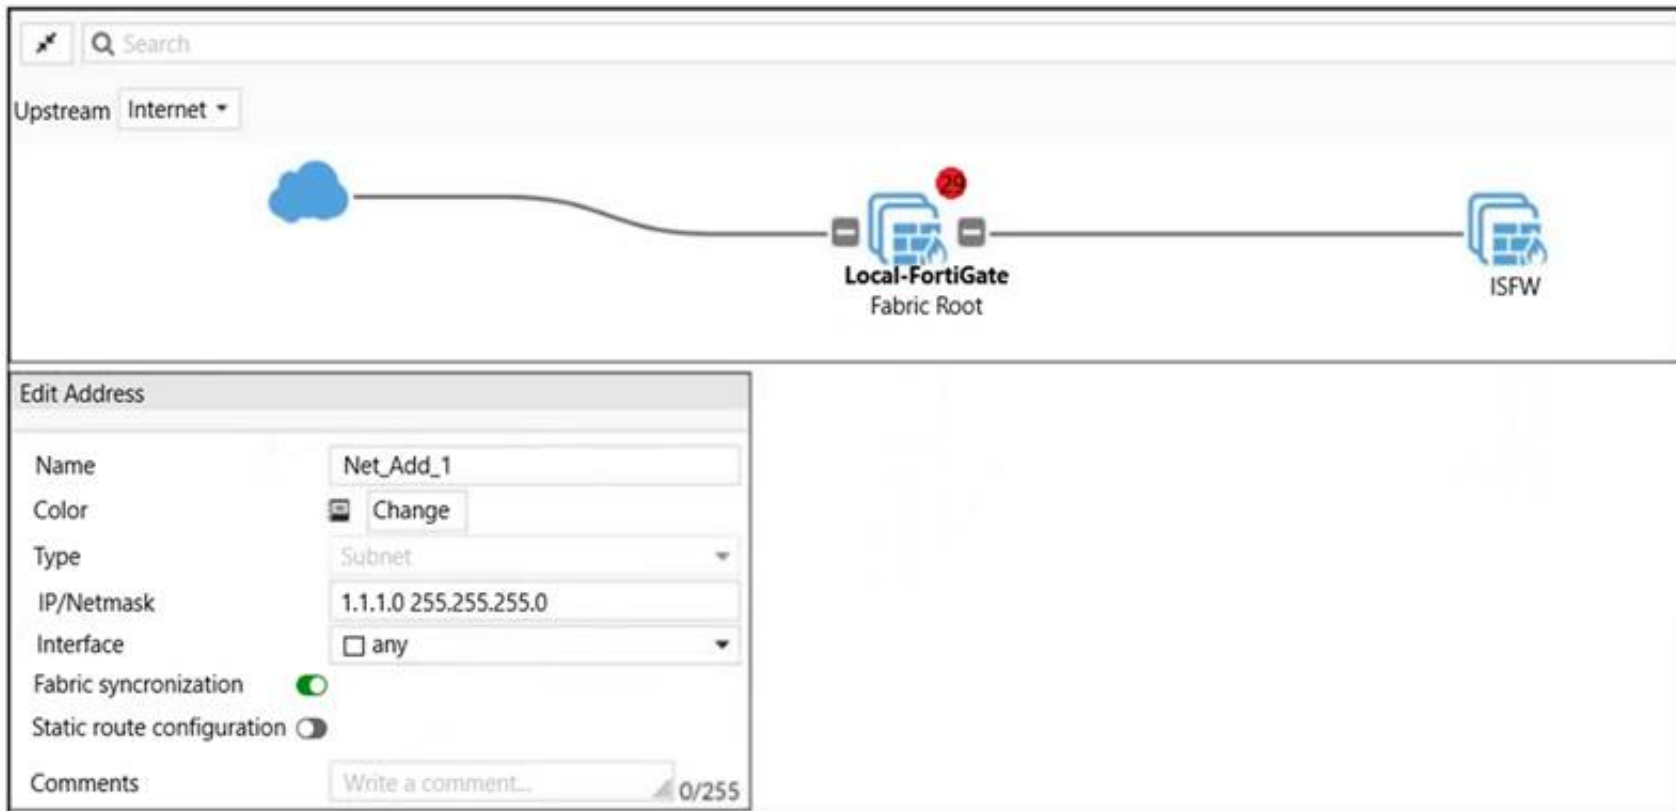 Search
Upstream Internet
29
Local-FortiGate
Fabric Root
ISFW
Edit Address
Name Net_Add_1
Color Change
Type Subnet
IP/Netmask 1.1.1.0 255.255.255.0
Interface any
Fabric syncronization
Static route configuration
Comments Write a comment... 0/255